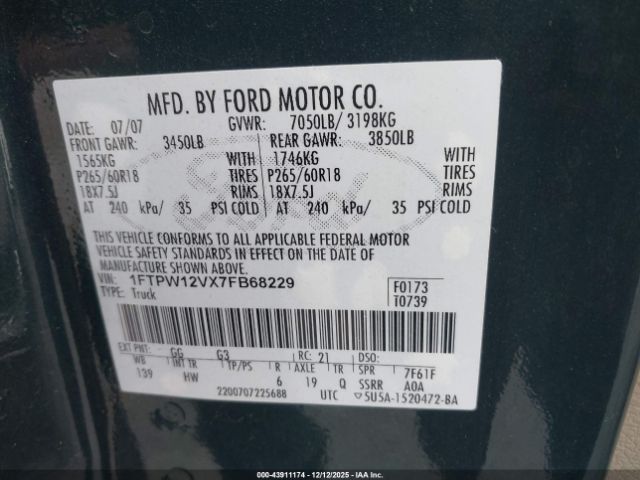 MFD. BY FORD MOTOR CO.
DATE: 07/07 GVWR: 7050LB/ 3198KG
FRONT GAWR: 3450LB REAR GAWR: 3850LB
1565KG WITH 1746KG WITH
P265/60R18 TIRES P265/60R18 TIRES
18X7.5J RIMS 18X7.5J RIMS
AT 240 kPa/ 35 PSI COLD AT 240 kPa/ 35 PSI COLD
THIS VEHICLE CONFORMS TO ALL APPLICABLE FEDERAL MOTOR
VEHICLE SAFETY STANDARDS IN EFFECT ON THE DATE OF
MANUFACTURE SHOWN ABOVE.
VIN: 1FTPW12VX7FB68229 F0173
TYPE: Truck T0739
EXT PNT: GG G3 RC: 21 DSO:
WB INT TR TP/PS R AXLE TR SPR 7F61F
139 HW 6 19 Q SSRR A0A
2200707225688 UTC ▽5U5A-1520472-BA
© 000-43911174 | 12/12/2025 - IAAI.COM